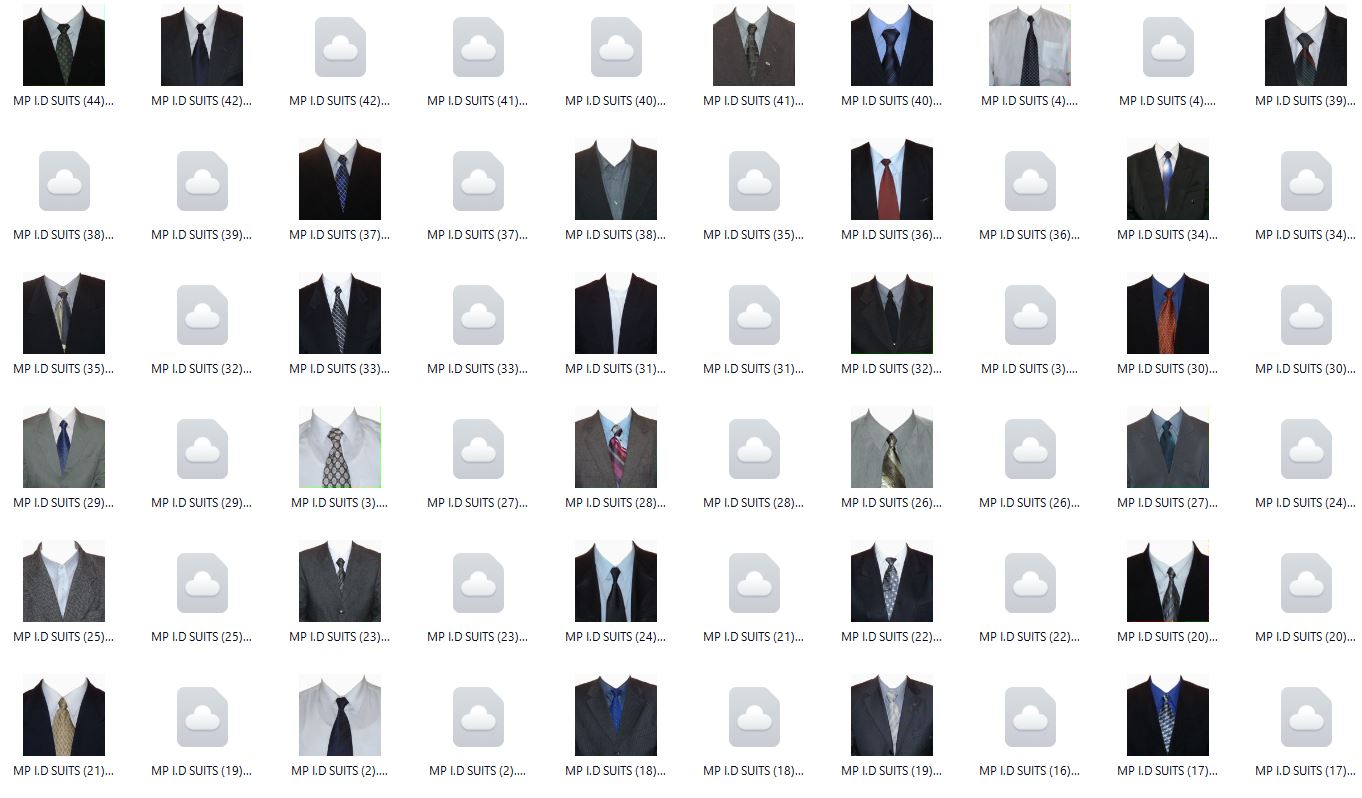 MP I.D SUITS (44)... MP I.D SUITS (42)... MP I.D SUITS (42)... MP I.D SUITS (41)... MP I.D SUITS (40)... MP I.D SUITS (41)... MP I.D SUITS (40)... MP I.D SUITS (4).... MP I.D SUITS (4).... MP I.D SUITS (39)...
MP I.D SUITS (38)... MP I.D SUITS (39)... MP I.D SUITS (37)... MP I.D SUITS (37)... MP I.D SUITS (38)... MP I.D SUITS (35)... MP I.D SUITS (36)... MP I.D SUITS (36)... MP I.D SUITS (34)... MP I.D SUITS (34)...
MP I.D SUITS (35)... MP I.D SUITS (32)... MP I.D SUITS (33)... MP I.D SUITS (33)... MP I.D SUITS (31)... MP I.D SUITS (31)... MP I.D SUITS (32)... MP I.D SUITS (3).... MP I.D SUITS (30)... MP I.D SUITS (30)...
MP I.D SUITS (29)... MP I.D SUITS (29)... MP I.D SUITS (3).... MP I.D SUITS (27)... MP I.D SUITS (28)... MP I.D SUITS (28)... MP I.D SUITS (26)... MP I.D SUITS (26)... MP I.D SUITS (27)... MP I.D SUITS (24)...
MP I.D SUITS (25)... MP I.D SUITS (25)... MP I.D SUITS (23)... MP I.D SUITS (23)... MP I.D SUITS (24)... MP I.D SUITS (21)... MP I.D SUITS (22)... MP I.D SUITS (22)... MP I.D SUITS (20)... MP I.D SUITS (20)...
MP I.D SUITS (21)... MP I.D SUITS (19)... MP I.D SUITS (2).... MP I.D SUITS (2).... MP I.D SUITS (18)... MP I.D SUITS (18)... MP I.D SUITS (19)... MP I.D SUITS (16)... MP I.D SUITS (17)... MP I.D SUITS (17)...